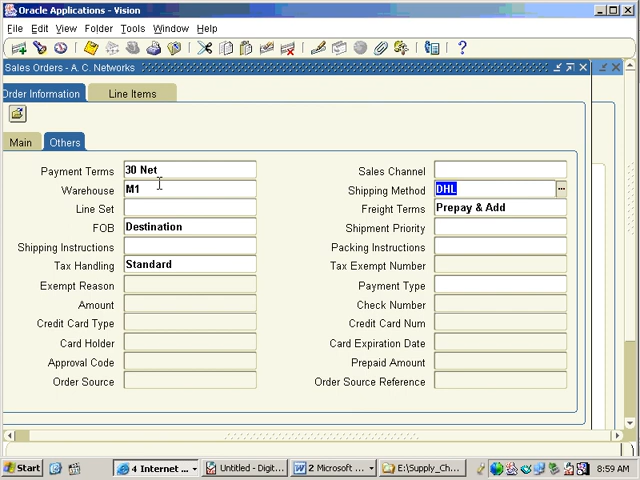 Oracle Applications - Vision
File Edit View Folder Tools Window Help
Sales Orders - A. C. Networks
Order Information Line Items
Main Others
Payment Terms 30 Net Sales Channel
Warehouse M1 Shipping Method DHL
Line Set Freight Terms Prepay & Add
FOB Destination Shipment Priority
Shipping Instructions Packing Instructions
Tax Handling Standard Tax Exempt Number
Exempt Reason Payment Type
Amount Check Number
Credit Card Type Credit Card Num
Card Holder Card Expiration Date
Approval Code Prepaid Amount
Order Source Order Source Reference
Start 4 Internet ... Untitled - Digit... 2 Microsoft ... E:\Supply_Ch... 8:59 AM